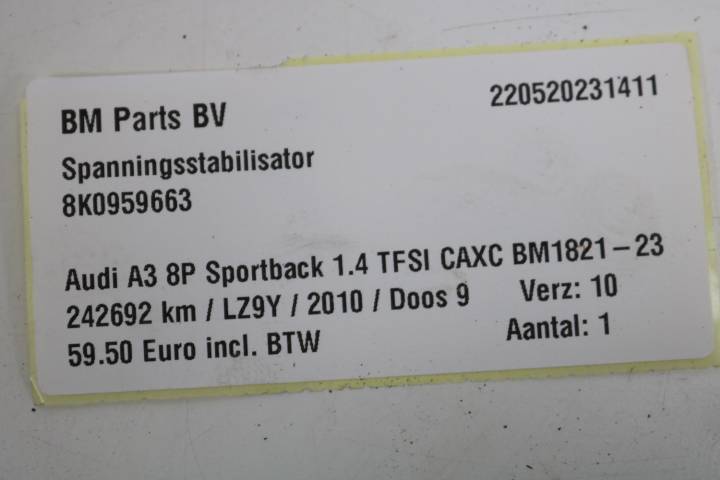 BM Parts BV 220520231411
Spanningsstabilisator
8K0959663
Audi A3 8P Sportback 1.4 TFSI CAXC BM1821-23
242692 km / LZ9Y / 2010 / Doos 9 Verz: 10
59.50 Euro incl. BTW Aantal: 1